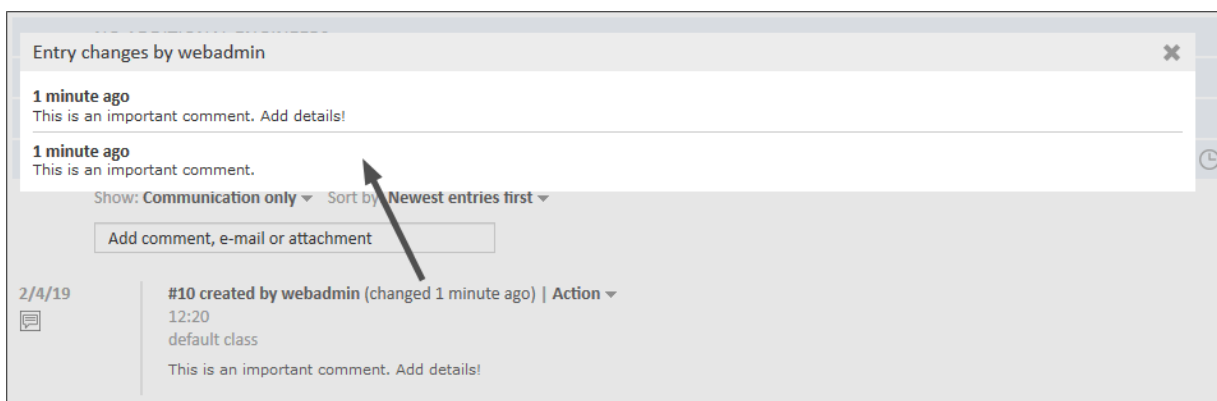 Entry changes by webadmin
1 minute ago
This is an important comment. Add details!
1 minute ago
This is an important comment.
Show: Communication only Sort by: Newest entries first
Add comment, e-mail or attachment
2/4/19
#10 created by webadmin (changed 1 minute ago) | Action
12:20
default class
This is an important comment. Add details!